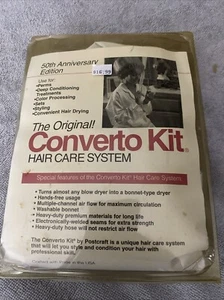 50th Anniversary
Edition
$16.99
Use for:
•Perms
•Deep Conditioning
Treatments
•Color Processing
•Sets
•Styling
•Convenient Hair Drying
The Original!
Converto Kit®
HAIR CARE SYSTEM
Special features of the Converto Kit® Hair Care System:
• Turns almost any blow dryer into a bonnet-type dryer
• Hands-free usage
• Multiple-channel air flow for maximum circulation
• Washable bonnet
• Heavy-duty premium materials for long life
• Electronically-welded seams for extra strength
• Heavy-duty hose will not restrict air flow
The Converto Kit® by Postcraft is a unique hair care system
that will let you style and condition your hair with
professional skill.